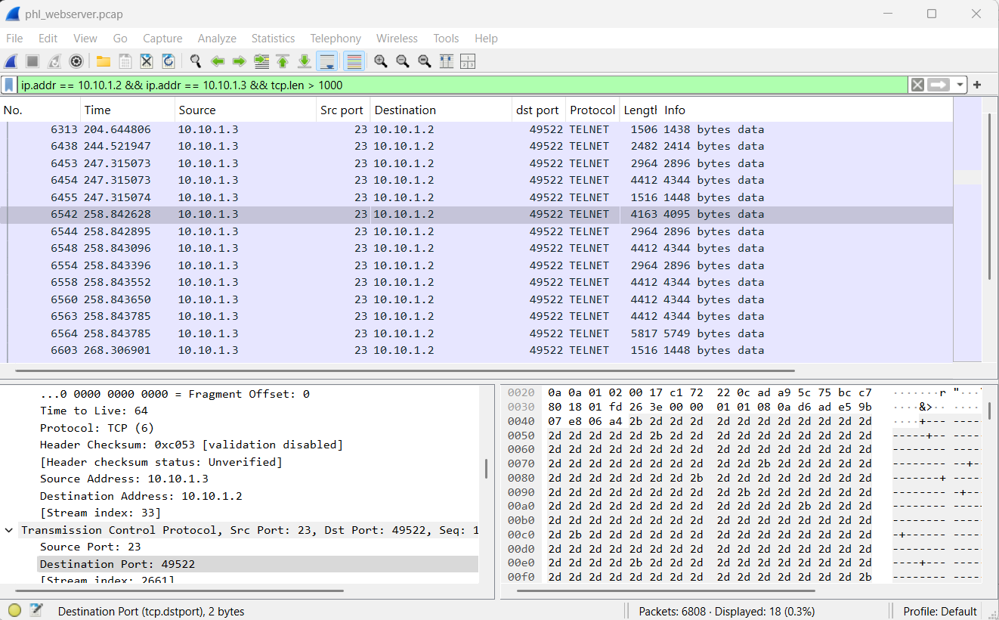 phl_webserver.pcap
File Edit View Go Capture Analyze Statistics Telephony Wireless Tools Help
ip.addr == 10.10.1.2 && ip.addr == 10.10.1.3 && tcp.len > 1000
No. Time Source Src port Destination dst port Protocol Lengtl Info
6313 204.644806 10.10.1.3 23 10.10.1.2 49522 TELNET 1506 1438 bytes data
6438 244.521947 10.10.1.3 23 10.10.1.2 49522 TELNET 2482 2414 bytes data
6453 247.315073 10.10.1.3 23 10.10.1.2 49522 TELNET 2964 2896 bytes data
6454 247.315073 10.10.1.3 23 10.10.1.2 49522 TELNET 4412 4344 bytes data
6455 247.315074 10.10.1.3 23 10.10.1.2 49522 TELNET 1516 1448 bytes data
6542 258.842628 10.10.1.3 23 10.10.1.2 49522 TELNET 4163 4095 bytes data
6544 258.842895 10.10.1.3 23 10.10.1.2 49522 TELNET 2964 2896 bytes data
6548 258.843096 10.10.1.3 23 10.10.1.2 49522 TELNET 4412 4344 bytes data
6554 258.843396 10.10.1.3 23 10.10.1.2 49522 TELNET 2964 2896 bytes data
6558 258.843552 10.10.1.3 23 10.10.1.2 49522 TELNET 4412 4344 bytes data
6560 258.843650 10.10.1.3 23 10.10.1.2 49522 TELNET 4412 4344 bytes data
6563 258.843785 10.10.1.3 23 10.10.1.2 49522 TELNET 4412 4344 bytes data
6564 258.843785 10.10.1.3 23 10.10.1.2 49522 TELNET 5817 5749 bytes data
6603 268.306901 10.10.1.3 23 10.10.1.2 49522 TELNET 1516 1448 bytes data
...0 0000 0000 0000 = Fragment Offset: 0
Time to Live: 64
Protocol: TCP (6)
Header Checksum: 0xc053 [validation disabled]
[Header checksum status: Unverified]
Source Address: 10.10.1.3
Destination Address: 10.10.1.2
[Stream index: 33]
Transmission Control Protocol, Src Port: 23, Dst Port: 49522, Seq: 1
Source Port: 23
Destination Port: 49522
[Stream index: 2661]
0020 0a 0a 01 02 00 17 c1 72 22 0c ad a9 5c 75 bc c7 ·······r "···\
0030 80 18 01 fd 26 3e 00 00 01 01 08 0a d6 ad e5 9b ····&>·· ·····
0040 07 e8 06 a4 2b 2d 2d 2d 2d 2d 2d 2d 2d 2d 2d 2d ····+--- -----
0050 2d 2d 2d 2d 2d 2b 2d 2d 2d 2d 2d 2d 2d 2d 2d 2d -----+-- -----
0060 2d 2d 2d 2d 2d 2d 2d 2d 2d 2d 2d 2d 2d 2d 2d 2d -------- -----
0070 2d 2d 2d 2d 2d 2d 2d 2d 2d 2d 2b 2d 2d 2d 2d 2d -------- --+--
0080 2d 2d 2d 2d 2d 2d 2d 2b 2d 2d 2d 2d 2d 2d 2d 2d -------+ -----
0090 2d 2d 2d 2d 2d 2d 2d 2d 2d 2b 2d 2d 2d 2d 2d 2d -------- -+---
00a0 2d 2d 2d 2d 2d 2d 2d 2d 2d 2d 2d 2d 2b 2d 2d 2d -------- -----
00b0 2d 2d 2d 2d 2d 2d 2d 2d 2d 2d 2d 2d 2d 2d 2d 2d -------- -----
00c0 2d 2b 2d 2d 2d 2d 2d 2d 2d 2d 2d 2d 2d 2d 2d 2d -+------ -----
00d0 2d 2d 2d 2d 2d 2d 2d 2d 2d 2d 2d 2d 2d 2d 2d 2d -------- -----
00e0 2d 2d 2d 2d 2b 2d 2d 2d 2d 2d 2d 2d 2d 2d 2d 2d ----+--- -----
00f0 2d 2d 2d 2d 2d 2d 2d 2d 2d 2d 2d 2d 2d 2d 2d 2b -------- -----
Destination Port (tcp.dstport), 2 bytes Packets: 6808 · Displayed: 18 (0.3%) Profile: Default